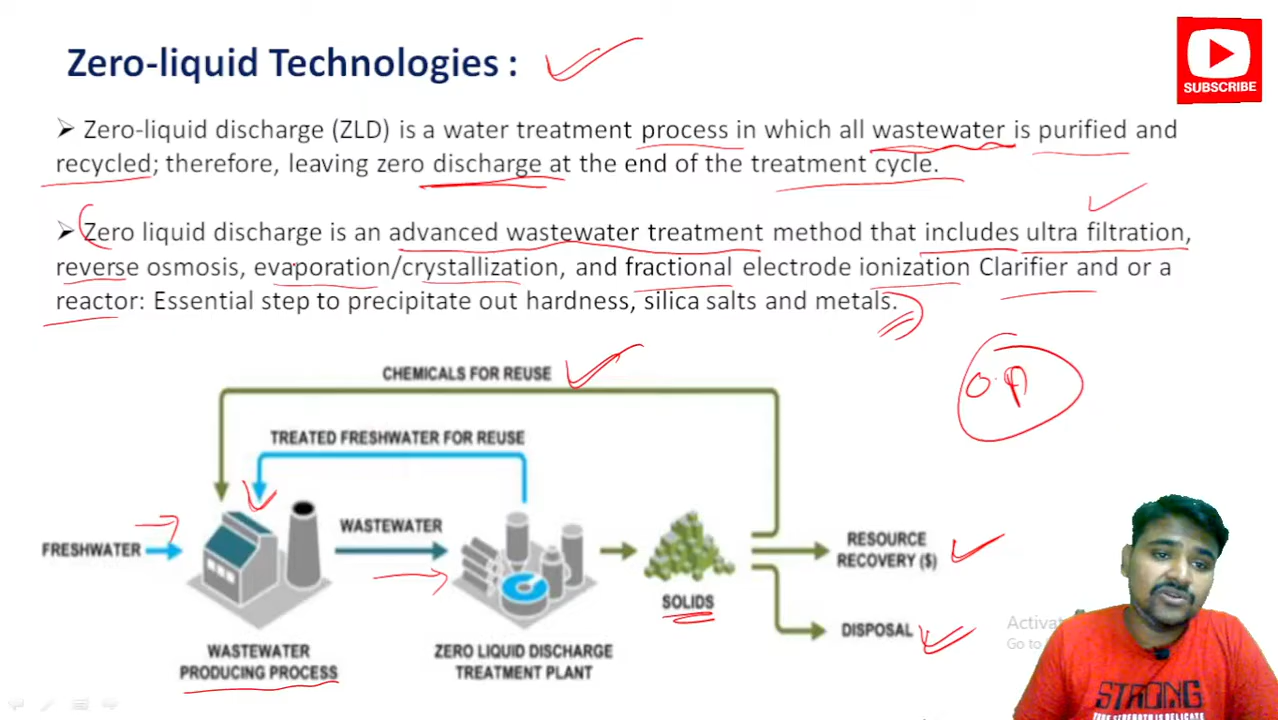 Zero-liquid Technologies :
SUBSCRIBE
➢ Zero-liquid discharge (ZLD) is a water treatment process in which all wastewater is purified and
recycled; therefore, leaving zero discharge at the end of the treatment cycle.
➢ Zero liquid discharge is an advanced wastewater treatment method that includes ultra filtration,
reverse osmosis, evaporation/crystallization, and fractional electrode ionization Clarifier and or a
reactor: Essential step to precipitate out hardness, silica salts and metals.
CHEMICALS FOR REUSE
TREATED FRESHWATER FOR REUSE
FRESHWATER
WASTEWATER
RESOURCE
RECOVERY ($)
SOLIDS
DISPOSAL
WASTEWATER
PRODUCING PROCESS
ZERO LIQUID DISCHARGE
TREATMENT PLANT
Activat
Go to
STRONG